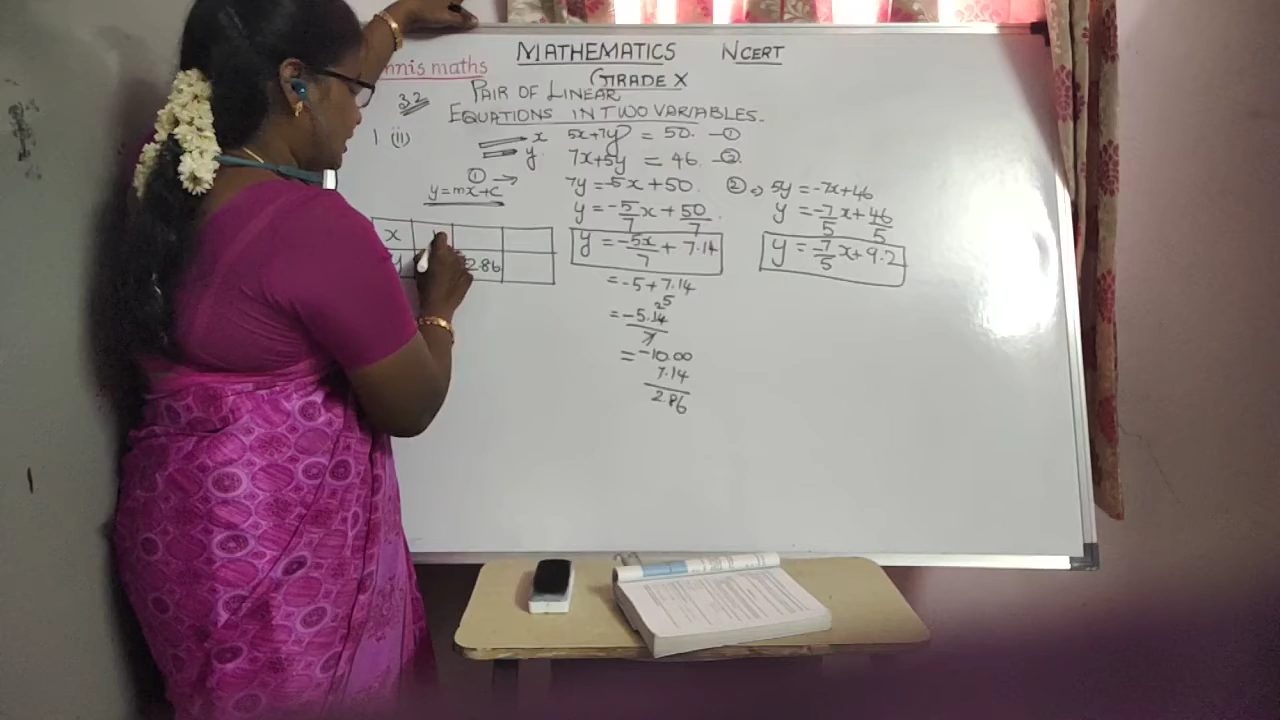 MATHEMATICS NCERT
nnis maths
GRADE X
3.2
PAIR OF LINEAR
EQUATIONS IN TWO VARIABLES.
1 (ii)
x 5x+7y = 50. —①
y 7x+5y = 46 —②.
① →
y=mx+c
7y = -5x+50.
y = -5/7 x + 50/7
y = -5x/7 + 7.14
= -5+7.14
= -5.14 25
7
= -10.00
7.14
2.86
② ⇒ 5y = -7x+46
y = -7/5 x + 46/5
y = -7/5 x + 9.2
x
y 2.86